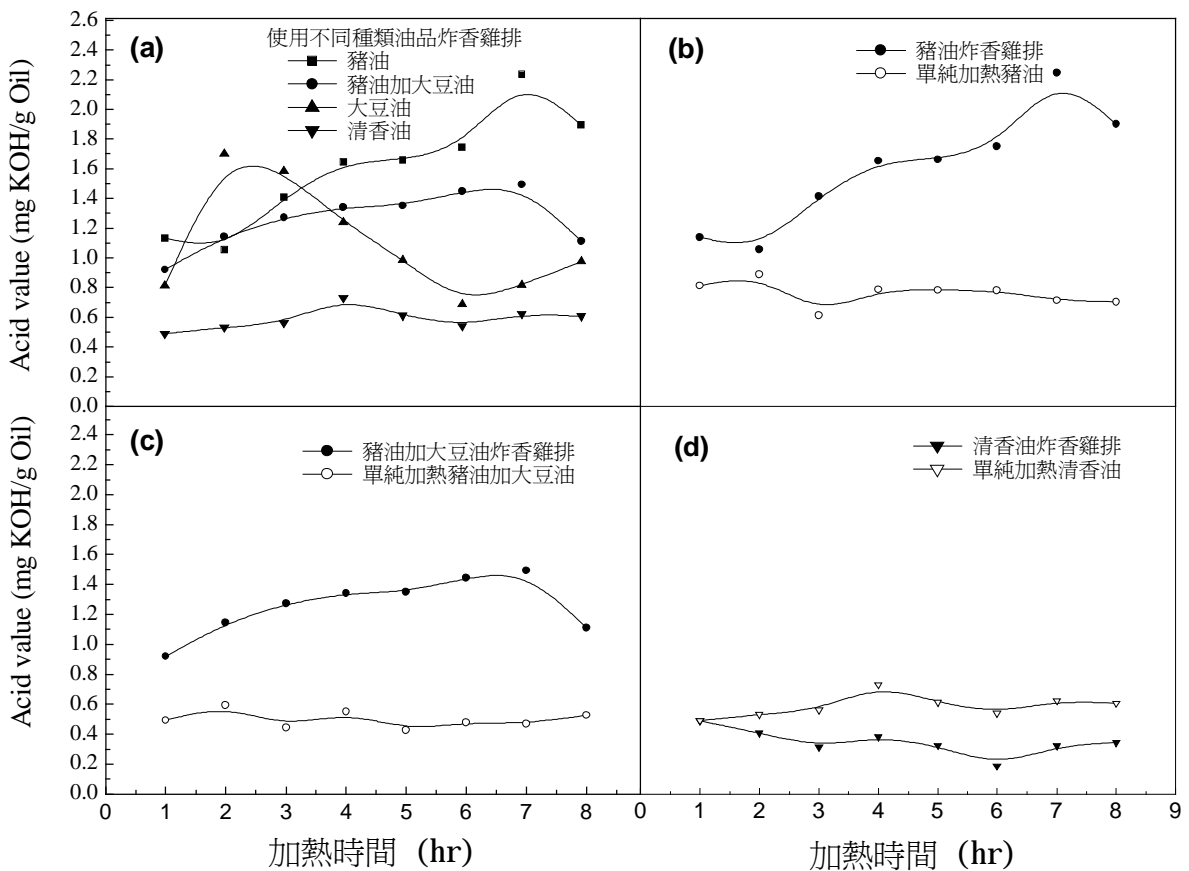 Acid value (mg KOH/g Oil)
2.6
2.4
2.2
2.0
1.8
1.6
1.4
1.2
1.0
0.8
0.6
0.4
0.2
0.0
(a)
使用不同種類油品炸香雞排
豬油
豬油加大豆油
大豆油
清香油
(b)
豬油炸香雞排
單純加熱豬油
Acid value (mg KOH/g Oil)
2.4
2.2
2.0
1.8
1.6
1.4
1.2
1.0
0.8
0.6
0.4
0.2
0.0
(c)
豬油加大豆油炸香雞排
單純加熱豬油加大豆油
(d)
清香油炸香雞排
單純加熱清香油
0 1 2 3 4 5 6 7 8 0 1 2 3 4 5 6 7 8 9
加熱時間 (hr) 加熱時間 (hr)